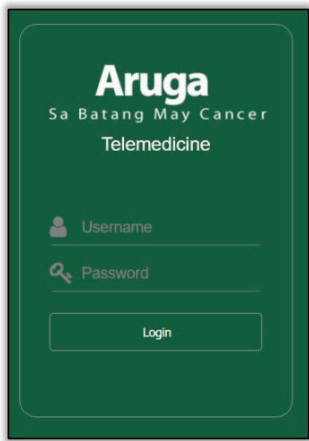 Aruga
Sa Batang May Cancer
Telemedicine
Username
Password
Login